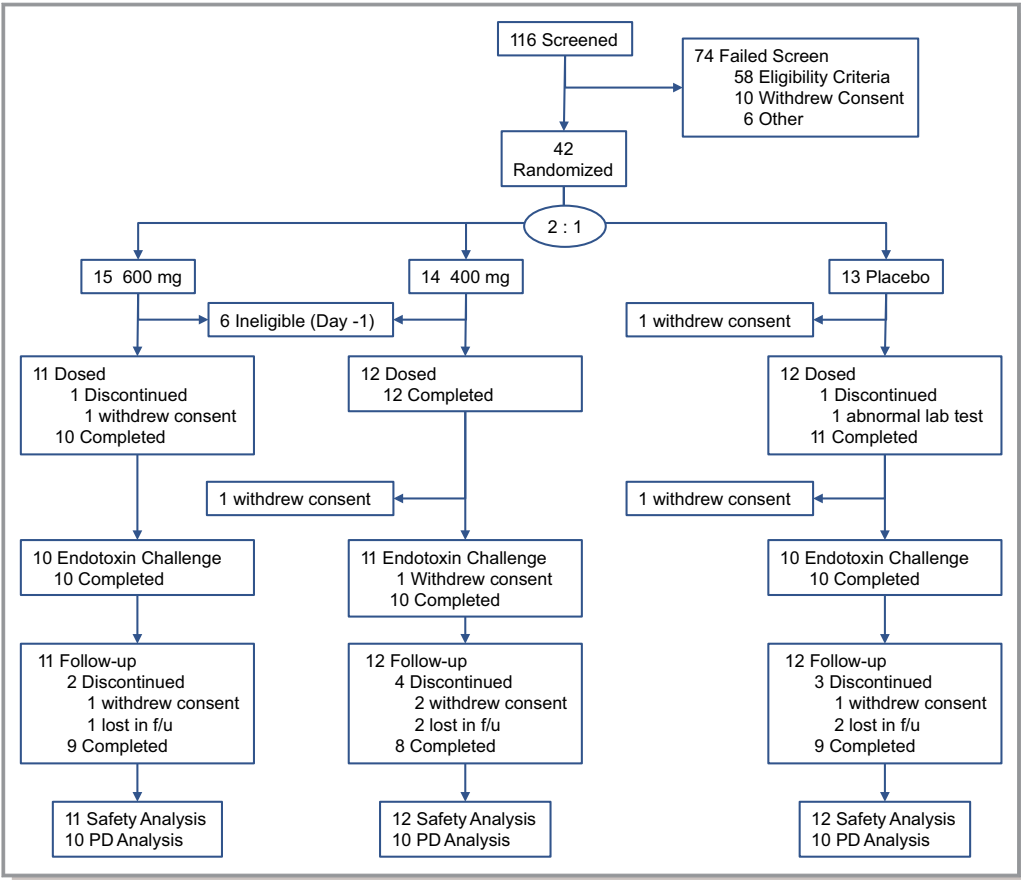 116 Screened
74 Failed Screen
58 Eligibility Criteria
10 Withdrew Consent
6 Other
42
Randomized
2 : 1
15 600 mg
14 400 mg
13 Placebo
6 Ineligible (Day -1)
1 withdrew consent
11 Dosed
1 Discontinued
1 withdrew consent
10 Completed
12 Dosed
12 Completed
12 Dosed
1 Discontinued
1 abnormal lab test
11 Completed
1 withdrew consent
1 withdrew consent
10 Endotoxin Challenge
10 Completed
11 Endotoxin Challenge
1 Withdrew consent
10 Completed
10 Endotoxin Challenge
10 Completed
11 Follow-up
2 Discontinued
1 withdrew consent
1 lost in f/u
9 Completed
12 Follow-up
4 Discontinued
2 withdrew consent
2 lost in f/u
8 Completed
12 Follow-up
3 Discontinued
1 withdrew consent
2 lost in f/u
9 Completed
11 Safety Analysis
10 PD Analysis
12 Safety Analysis
10 PD Analysis
12 Safety Analysis
10 PD Analysis